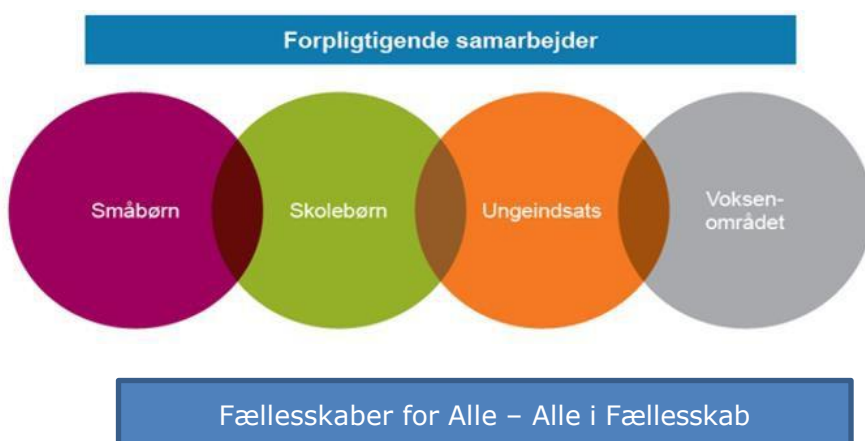 Forpligtigende samarbejder
Småbørn
Skolebørn
Ungeindsats
Voksen-
området
Fællesskaber for Alle – Alle i Fællesskab